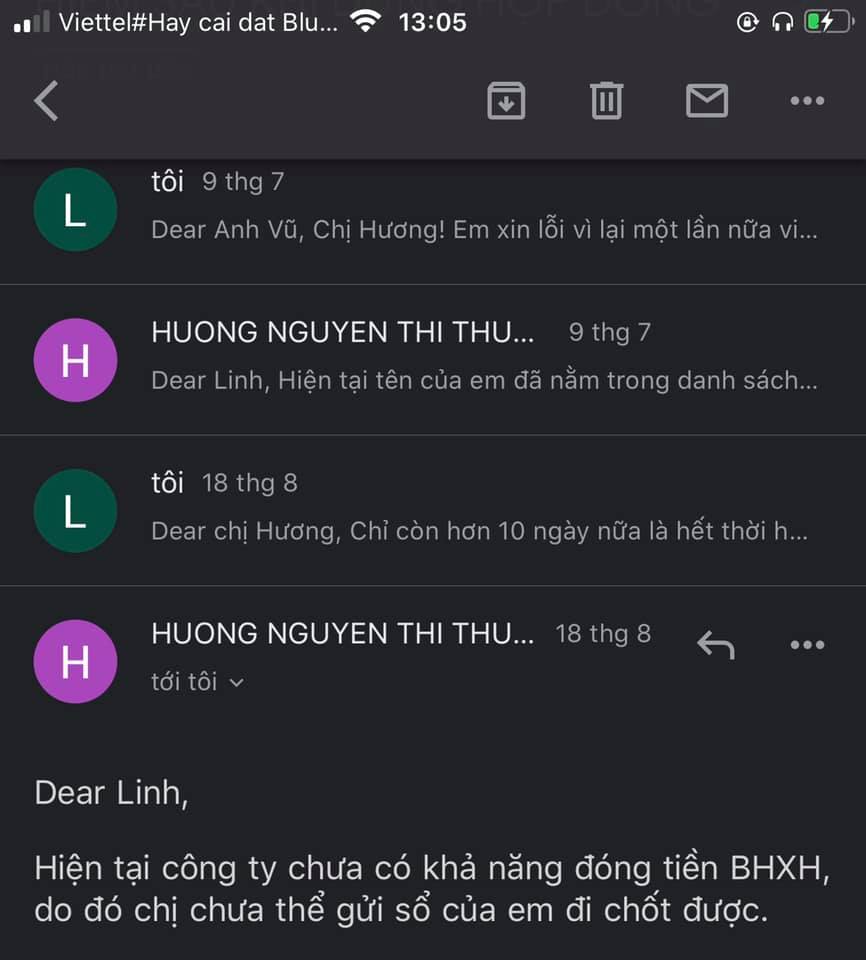 Viettel#Hay cai dat Blu... 13:05
tôi 9 thg 7
L
Dear Anh Vũ, Chị Hương! Em xin lỗi vì lại một lần nữa vi...
HUONG NGUYEN THI THU... 9 thg 7
H
Dear Linh, Hiện tại tên của em đã nằm trong danh sách...
tôi 18 thg 8
L
Dear chị Hương, Chỉ còn hơn 10 ngày nữa là hết thời h...
HUONG NGUYEN THI THU... 18 thg 8
H
tới tôi
Dear Linh,
Hiện tại công ty chưa có khả năng đóng tiền BHXH,
do đó chị chưa thể gửi sổ của em đi chốt được.